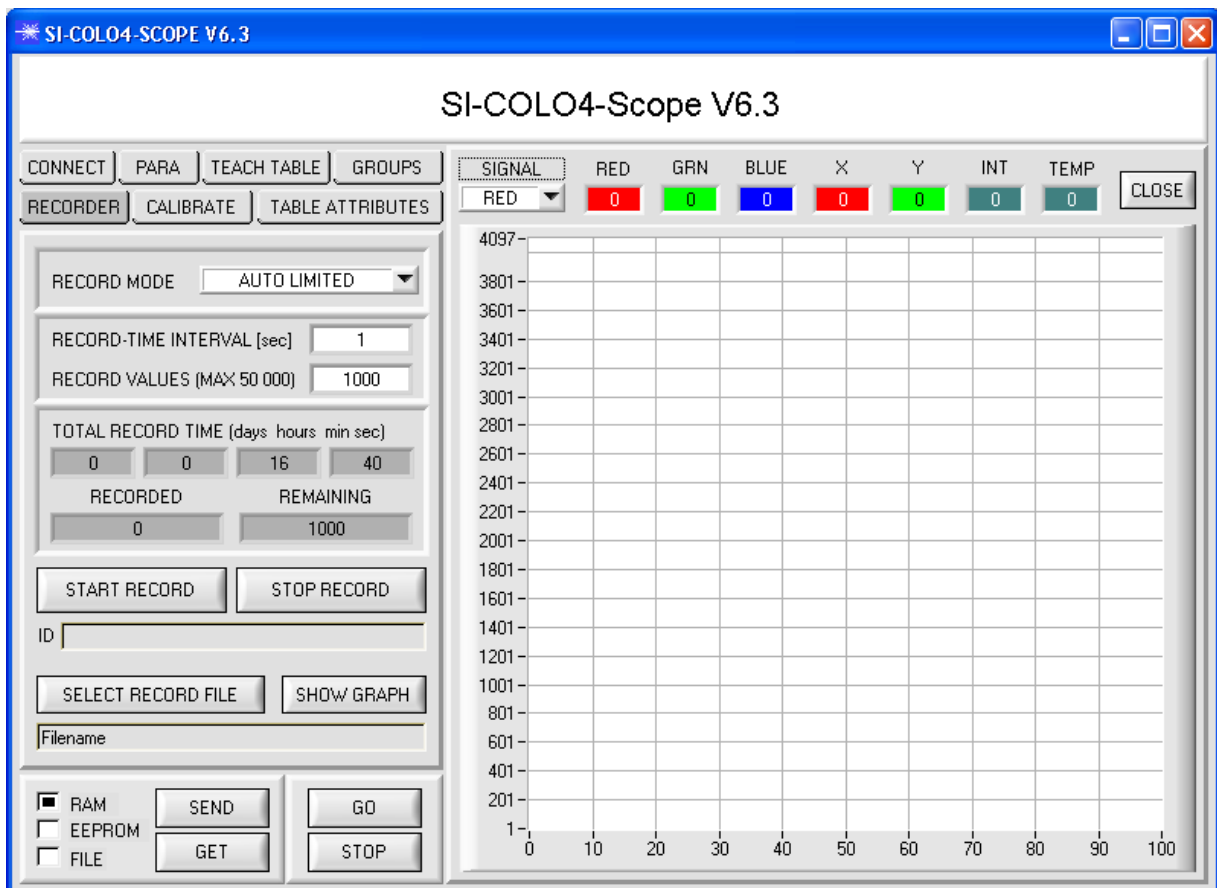 SI-COLO4-SCOPE V6.3
SI-COLO4-Scope V6.3
CONNECT PARA TEACH TABLE GROUPS
RECORDER CALIBRATE TABLE ATTRIBUTES
RECORD MODE AUTO LIMITED
RECORD-TIME INTERVAL [sec] 1
RECORD VALUES (MAX 50 000) 1000
TOTAL RECORD TIME (days hours min sec)
0 0 16 40
RECORDED REMAINING
0 1000
START RECORD STOP RECORD
ID
SELECT RECORD FILE SHOW GRAPH
Filename
RAM
EEPROM
FILE
SEND
GET
GO
STOP
SIGNAL RED GRN BLUE X Y INT TEMP
RED 0 0 0 0 0 0 0
CLOSE
4097
3801
3601
3401
3201
3001
2801
2601
2401
2201
2001
1801
1601
1401
1201
1001
801
601
401
201
1
0 10 20 30 40 50 60 70 80 90 100